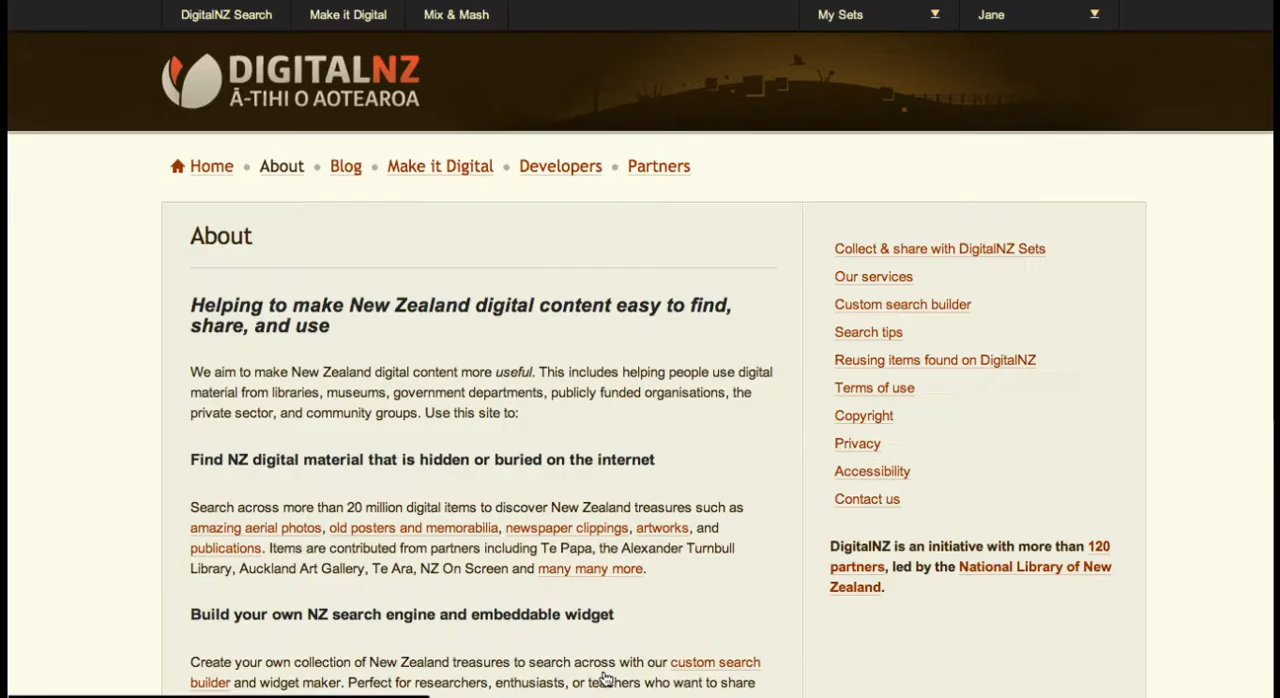 DigitalNZ Search Make it Digital Mix & Mash My Sets Jane
DIGITALNZ
Ā-TIHI O AOTEAROA
Home • About • Blog • Make it Digital • Developers • Partners
About
Helping to make New Zealand digital content easy to find,
share, and use
We aim to make New Zealand digital content more useful. This includes helping people use digital
material from libraries, museums, government departments, publicly funded organisations, the
private sector, and community groups. Use this site to:
Find NZ digital material that is hidden or buried on the internet
Search across more than 20 million digital items to discover New Zealand treasures such as
amazing aerial photos, old posters and memorabilia, newspaper clippings, artworks, and
publications. Items are contributed from partners including Te Papa, the Alexander Turnbull
Library, Auckland Art Gallery, Te Ara, NZ On Screen and many many more.
Build your own NZ search engine and embeddable widget
Create your own collection of New Zealand treasures to search across with our custom search
builder and widget maker. Perfect for researchers, enthusiasts, or teachers who want to share
Collect & share with DigitalNZ Sets
Our services
Custom search builder
Search tips
Reusing items found on DigitalNZ
Terms of use
Copyright
Privacy
Accessibility
Contact us
DigitalNZ is an initiative with more than 120
partners, led by the National Library of New
Zealand.